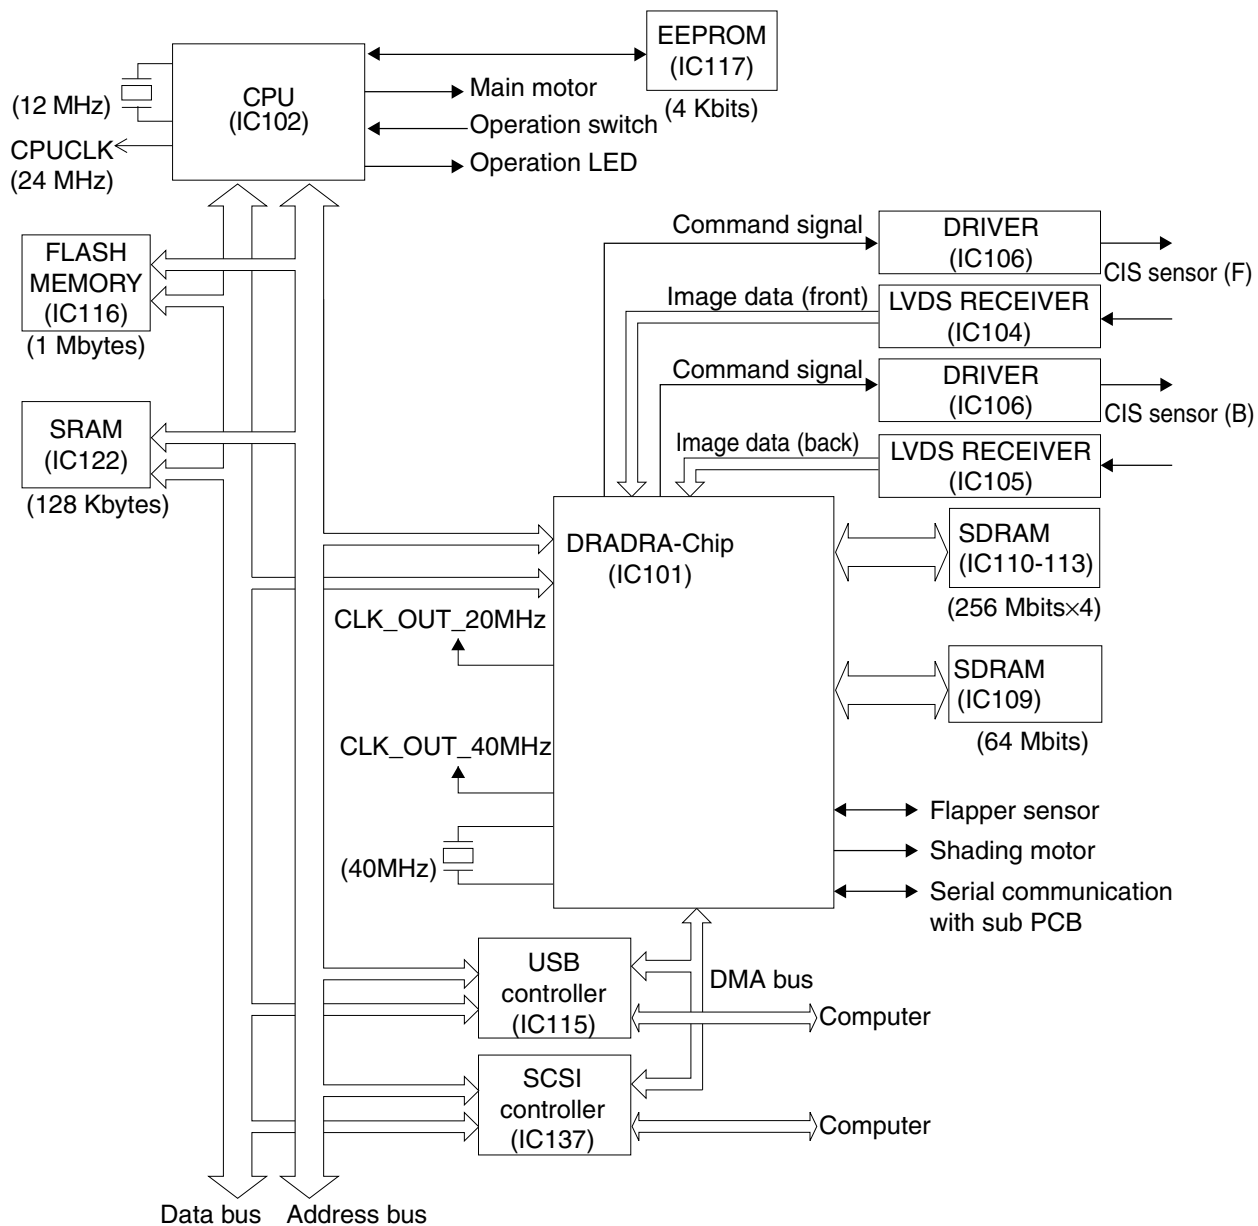 EEPROM
(IC117)
(4 Kbits)
CPU
(IC102)
(12 MHz)
CPUCLK
(24 MHz)
Main motor
Operation switch
Operation LED
FLASH
MEMORY
(IC116)
(1 Mbytes)
SRAM
(IC122)
(128 Kbytes)
Command signal
DRIVER
(IC106)
CIS sensor (F)
Image data (front)
LVDS RECEIVER
(IC104)
Command signal
DRIVER
(IC106)
CIS sensor (B)
Image data (back)
LVDS RECEIVER
(IC105)
DRADRA-Chip
(IC101)
SDRAM
(IC110-113)
(256 Mbits×4)
CLK_OUT_20MHz
SDRAM
(IC109)
(64 Mbits)
CLK_OUT_40MHz
(40MHz)
Flapper sensor
Shading motor
Serial communication
with sub PCB
USB
controller
(IC115)
DMA bus
Computer
SCSI
controller
(IC137)
Computer
Data bus
Address bus